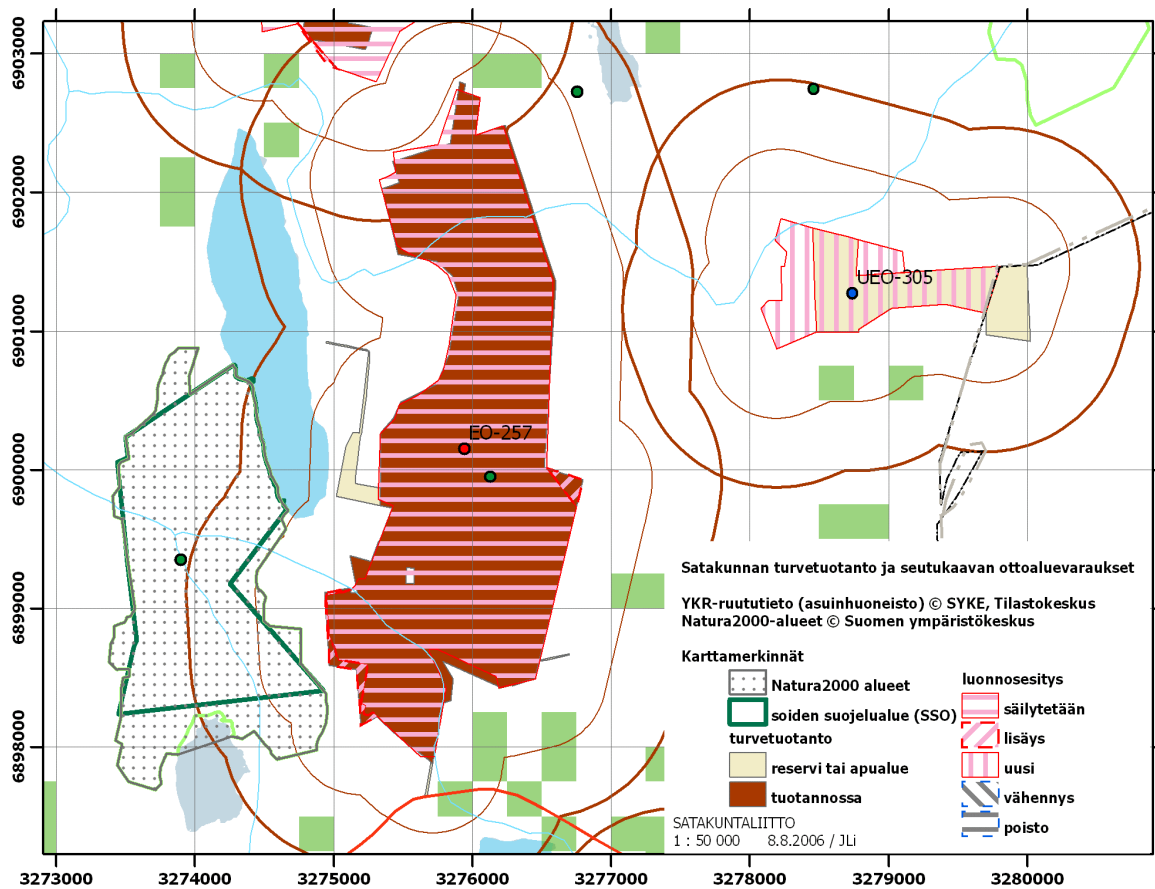 6903000
6902000
6901000
6900000
6899000
6898000
UEO-305
EO-257
Satakunnan turvetuotanto ja seutukaavan ottoaluevaraukset
YKR-ruututieto (asuinhuoneisto) © SYKE, Tilastokeskus
Natura2000-alueet © Suomen ympäristökeskus
Karttamerkinnät
Natura2000 alueet
soiden suojelualue (SSO)
turvetuotanto
reservi tai apualue
tuotannossa
luonnosesitys
säilytetään
lisäys
uusi
vähennys
poisto
SATAKUNTALIITTO
1 : 50 000 8.8.2006 / JLi
3273000 3274000 3275000 3276000 3277000 3278000 3279000 3280000